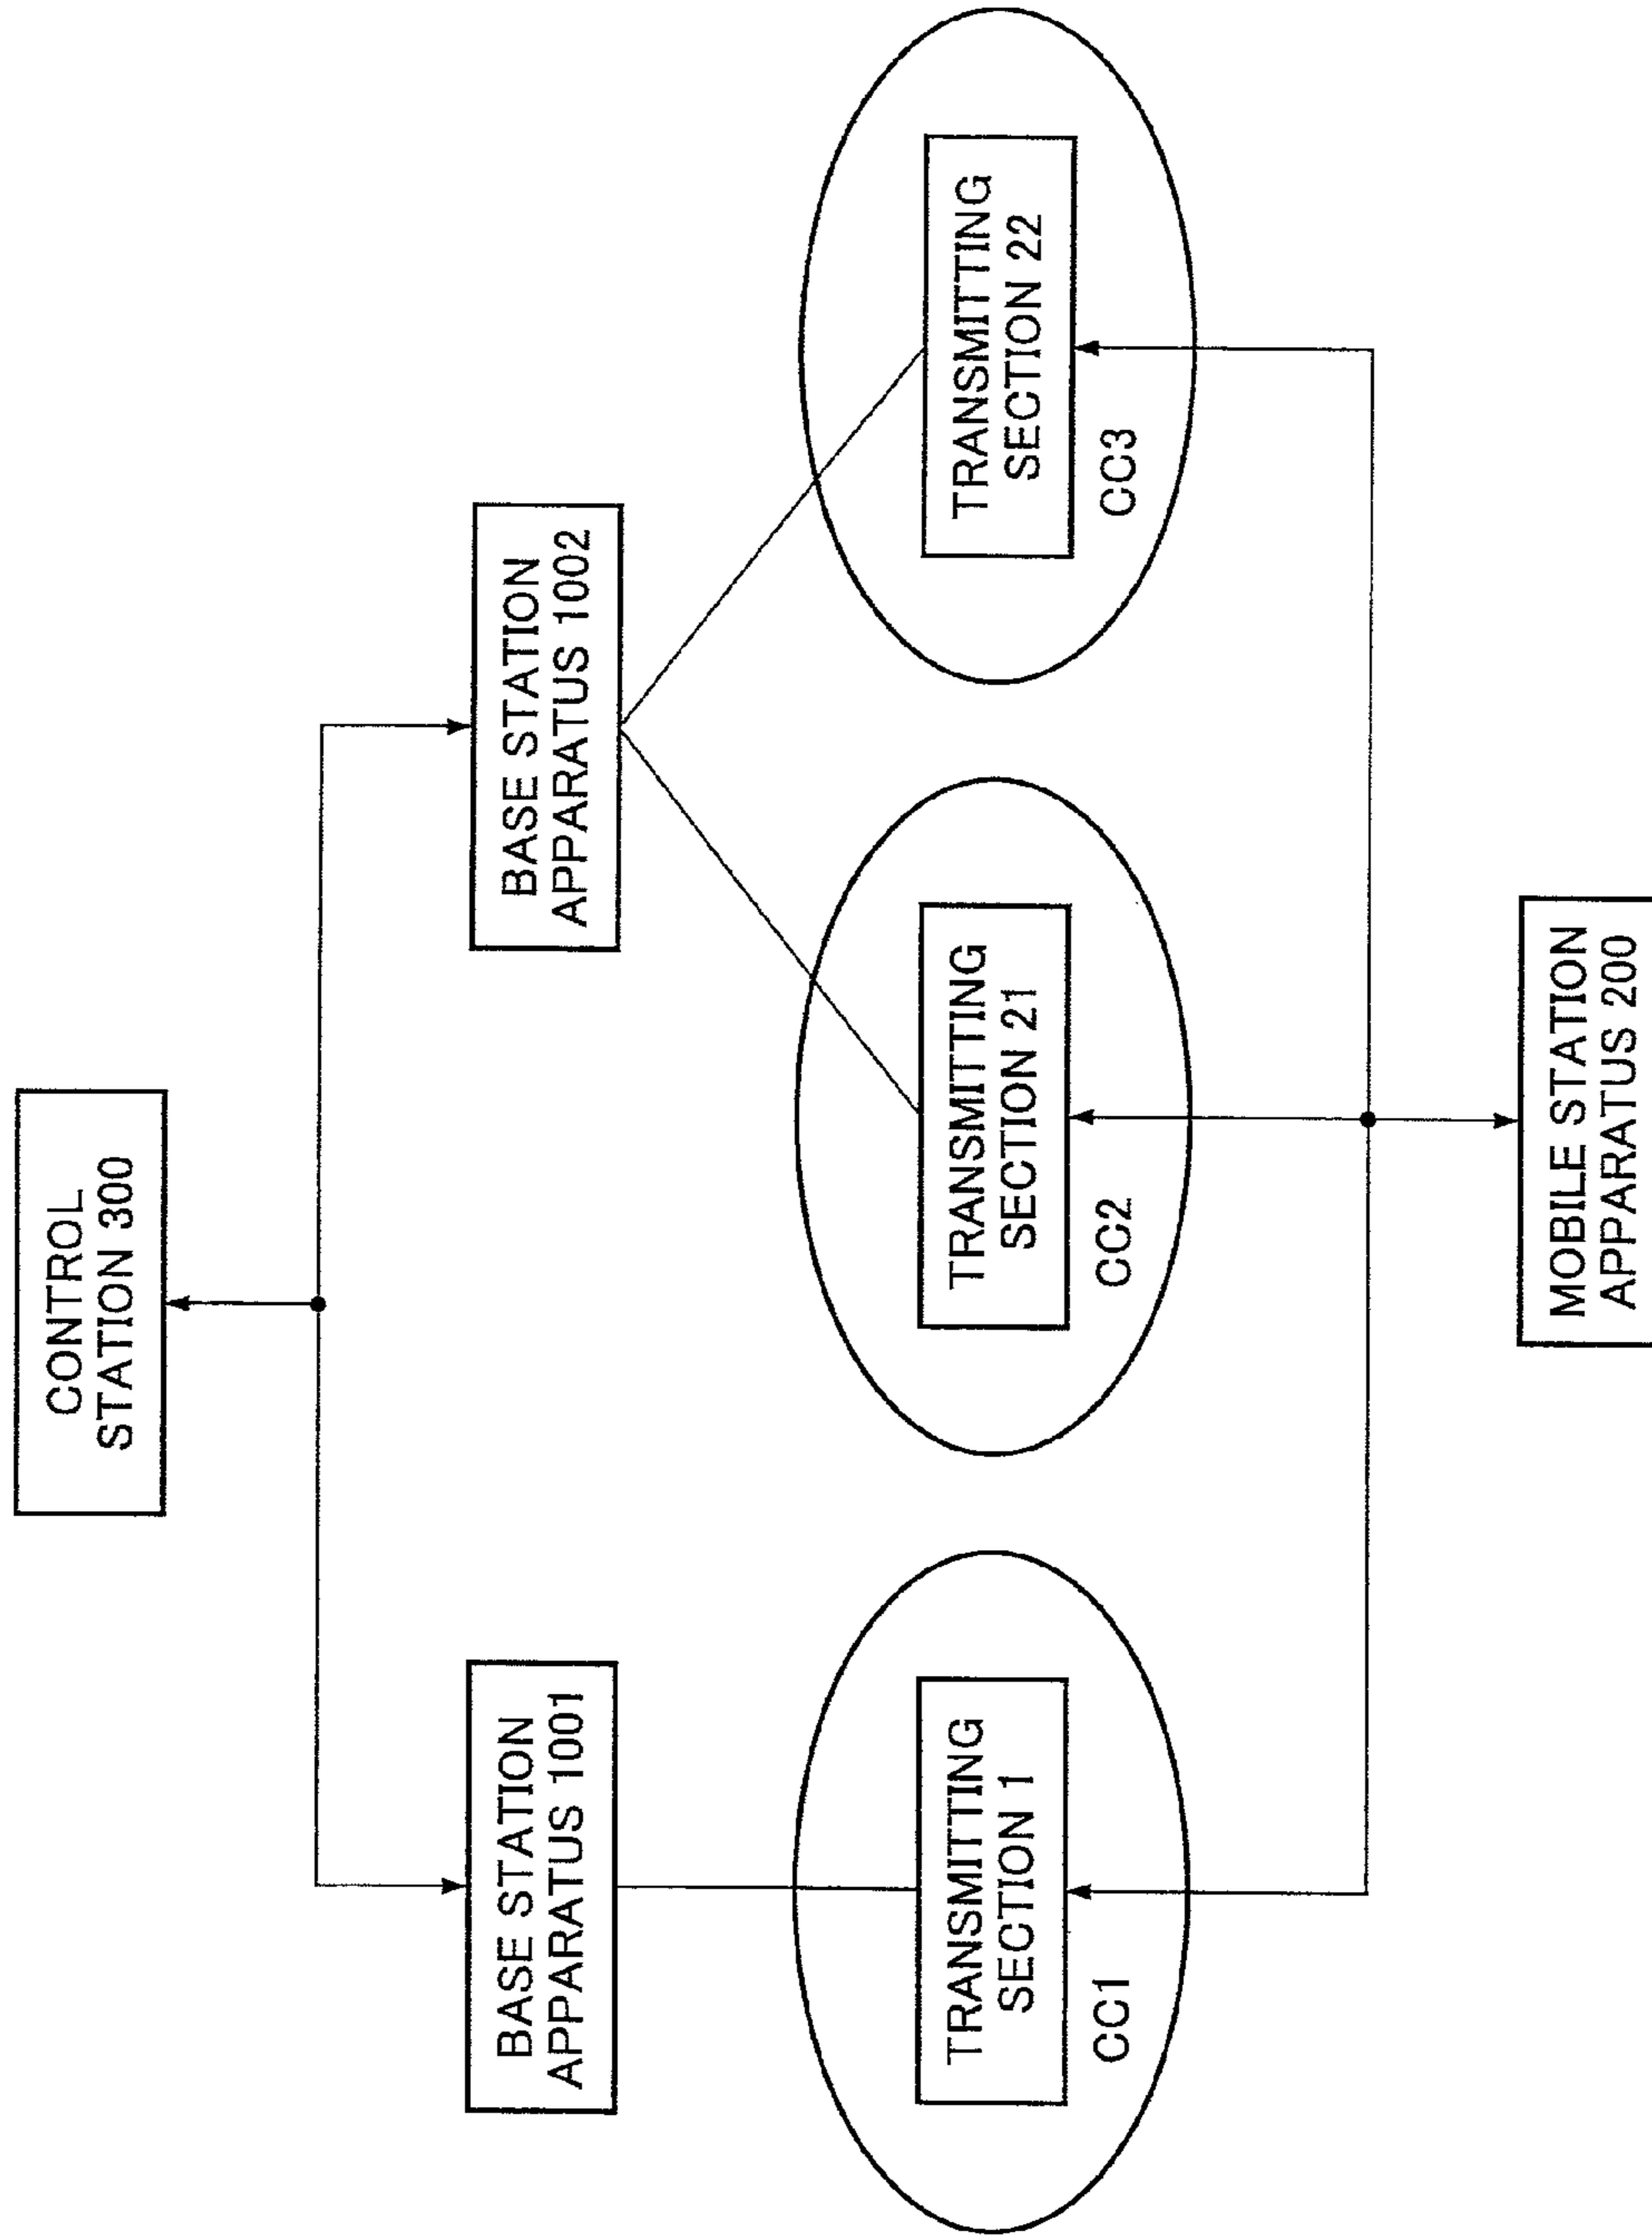 CONTROL
STATION 300
BASE STATION
APPARATUS 1001
BASE STATION
APPARATUS 1002
TRANSMITTING
SECTION 1
CC1
TRANSMITTING
SECTION 21
CC2
TRANSMITTING
SECTION 22
CC3
MOBILE STATION
APPARATUS 200